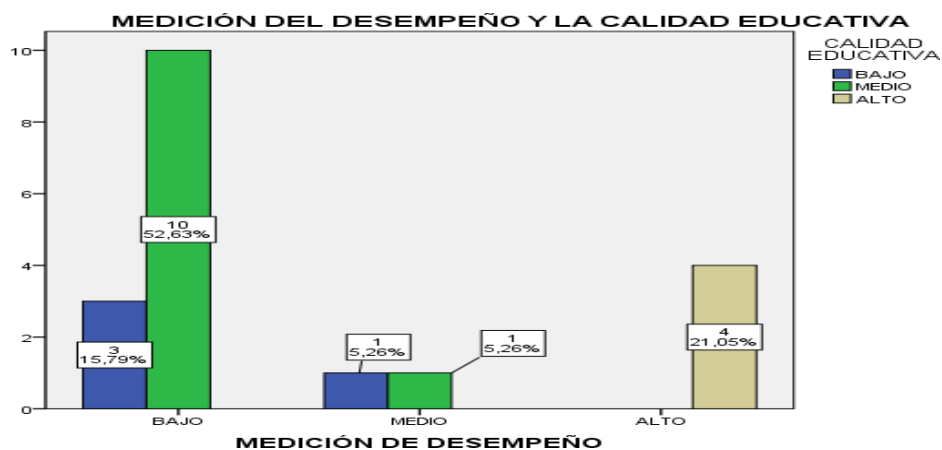 MEDICIÓN DEL DESEMPEÑO Y LA CALIDAD EDUCATIVA
CALIDAD
EDUCATIVA
BAJO
MEDIO
ALTO
10
8
6
4
2
0
3
15,79%
10
52,63%
1
5,26%
1
5,26%
4
21,05%
BAJO
MEDIO
ALTO
MEDICIÓN DE DESEMPEÑO